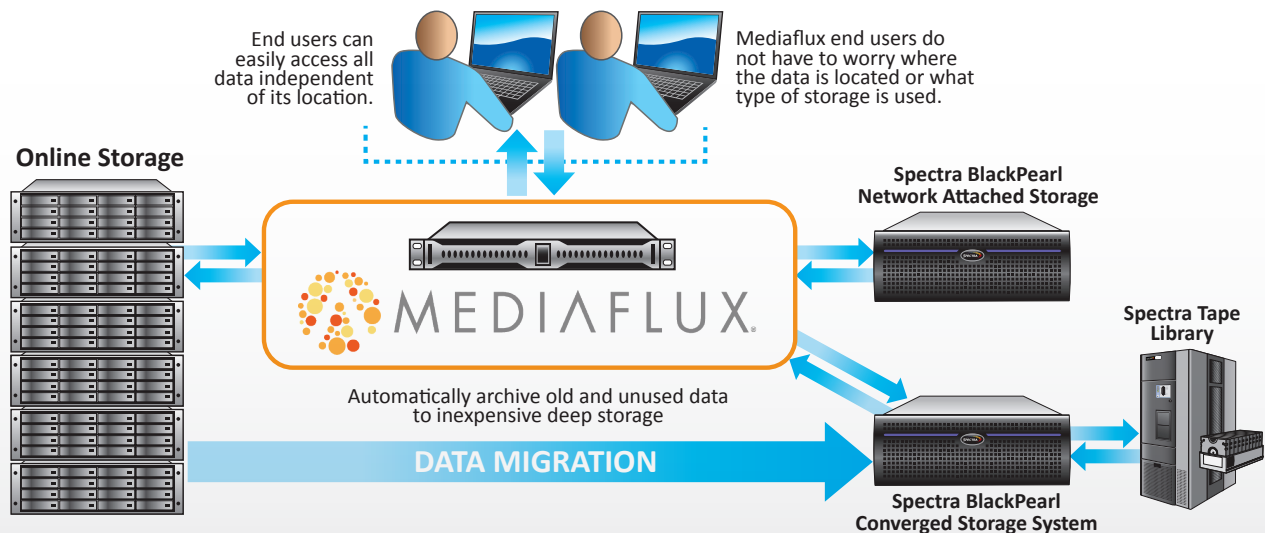 End users can
easily access all
data independent
of its location.
Mediaflux end users do
not have to worry where
the data is located or what
type of storage is used.
Online Storage
Spectra BlackPearl
Network Attached Storage
SPECTRA
MEDIAFLUX®
Spectra Tape
Library
Automatically archive old and unused data
to inexpensive deep storage
SPECTRA
DATA MIGRATION
Spectra BlackPearl
Converged Storage System